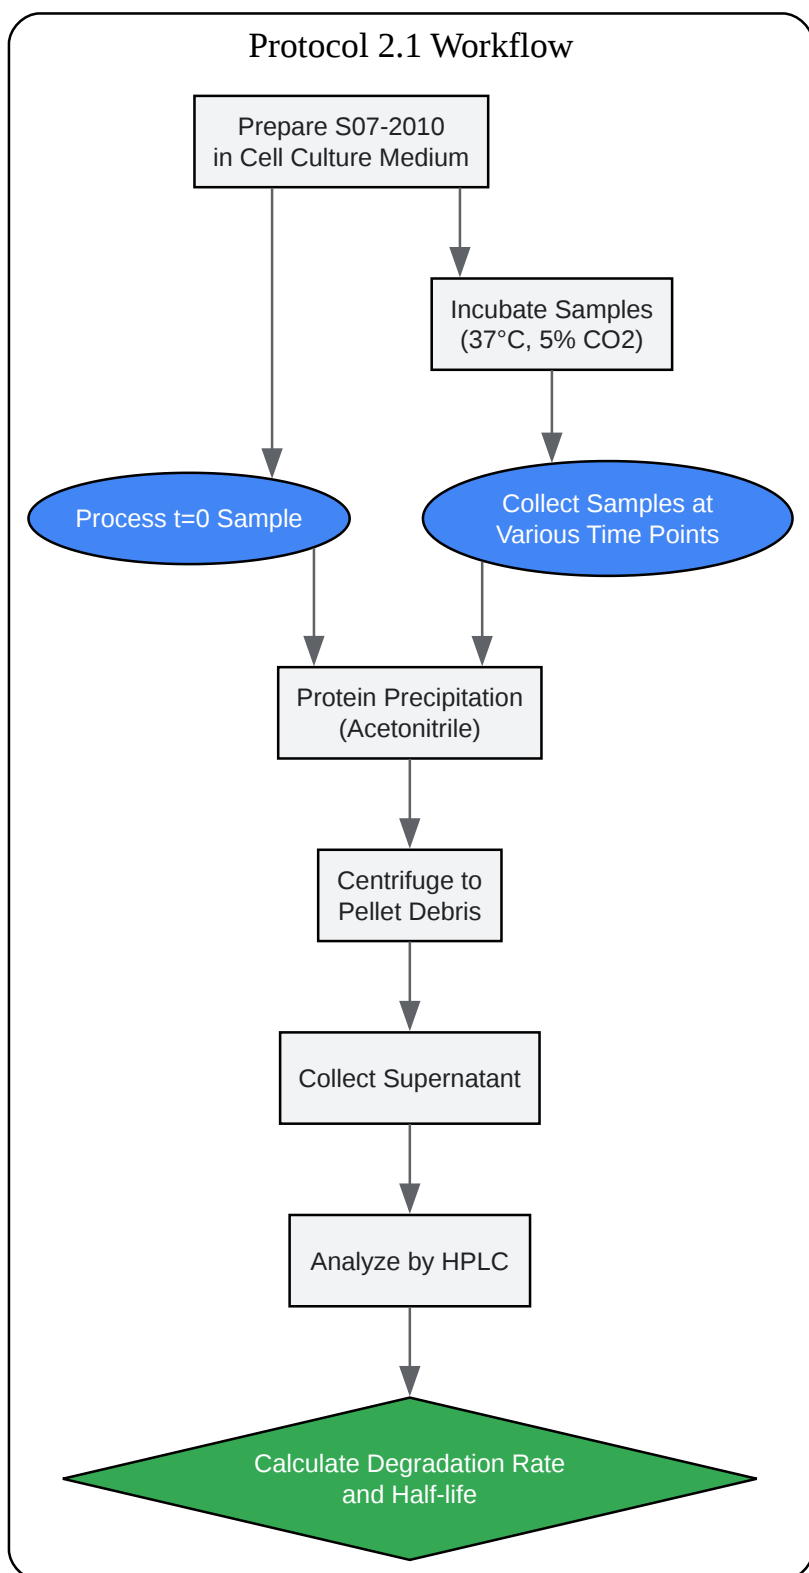 Protocol 2.1 Workflow
Prepare S07-2010
in Cell Culture Medium
Incubate Samples
(37°C, 5% CO2)
Process t=0 Sample
Collect Samples at
Various Time Points
Protein Precipitation
(Acetonitrile)
Centrifuge to
Pellet Debris
Collect Supernatant
Analyze by HPLC
Calculate Degradation Rate
and Half-life